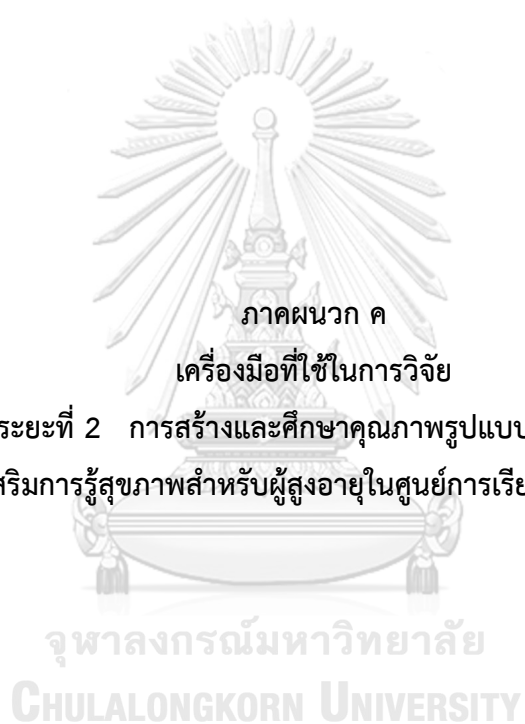 ภาคผนวก ค
เครื่องมือที่ใช้ในการวิจัย
ระยะที่ 2 การสร้างและศึกษาคุณภาพรูปแบบ
สริมการรู้สุขภาพสำหรับผู้สูงอายุในศูนย์การเรีย
จุฬาลงกรณ์มหาวิทยาลัย
CHULALONGKORN UNIVERSITY